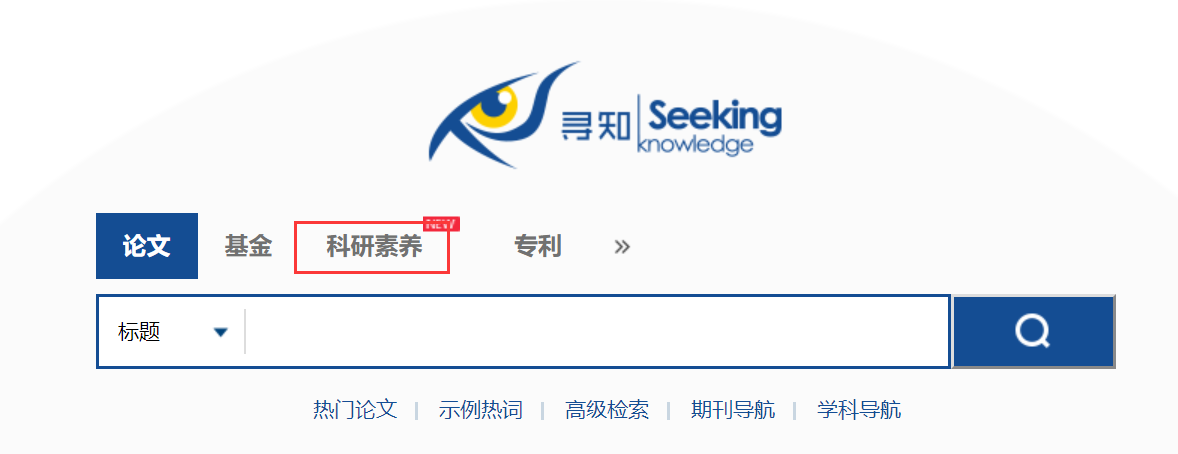 寻知 Seeking
knowledge
NEW
论文 基金 科研素养 专利 »
标题
热门论文 | 示例热词 | 高级检索 | 期刊导航 | 学科导航